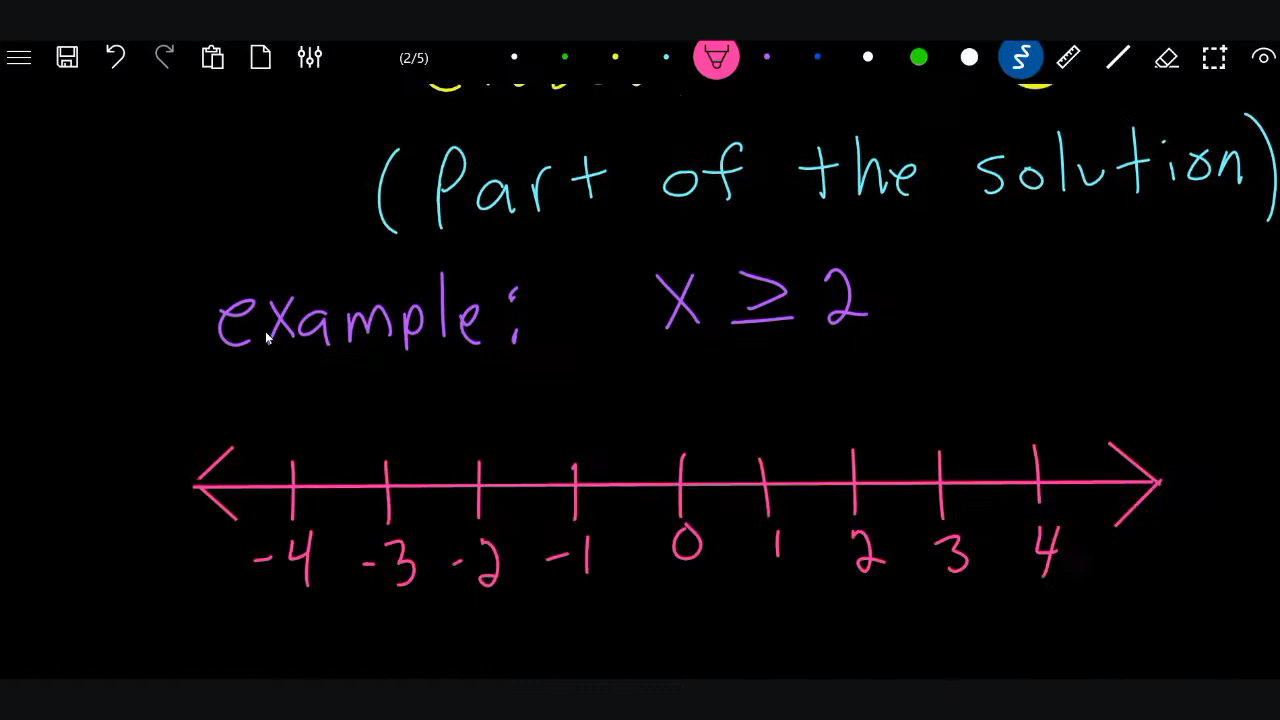 (2/5)
(Part of the solution)
example: X ≥ 2
-4 -3 -2 -1 0 1 2 3 4